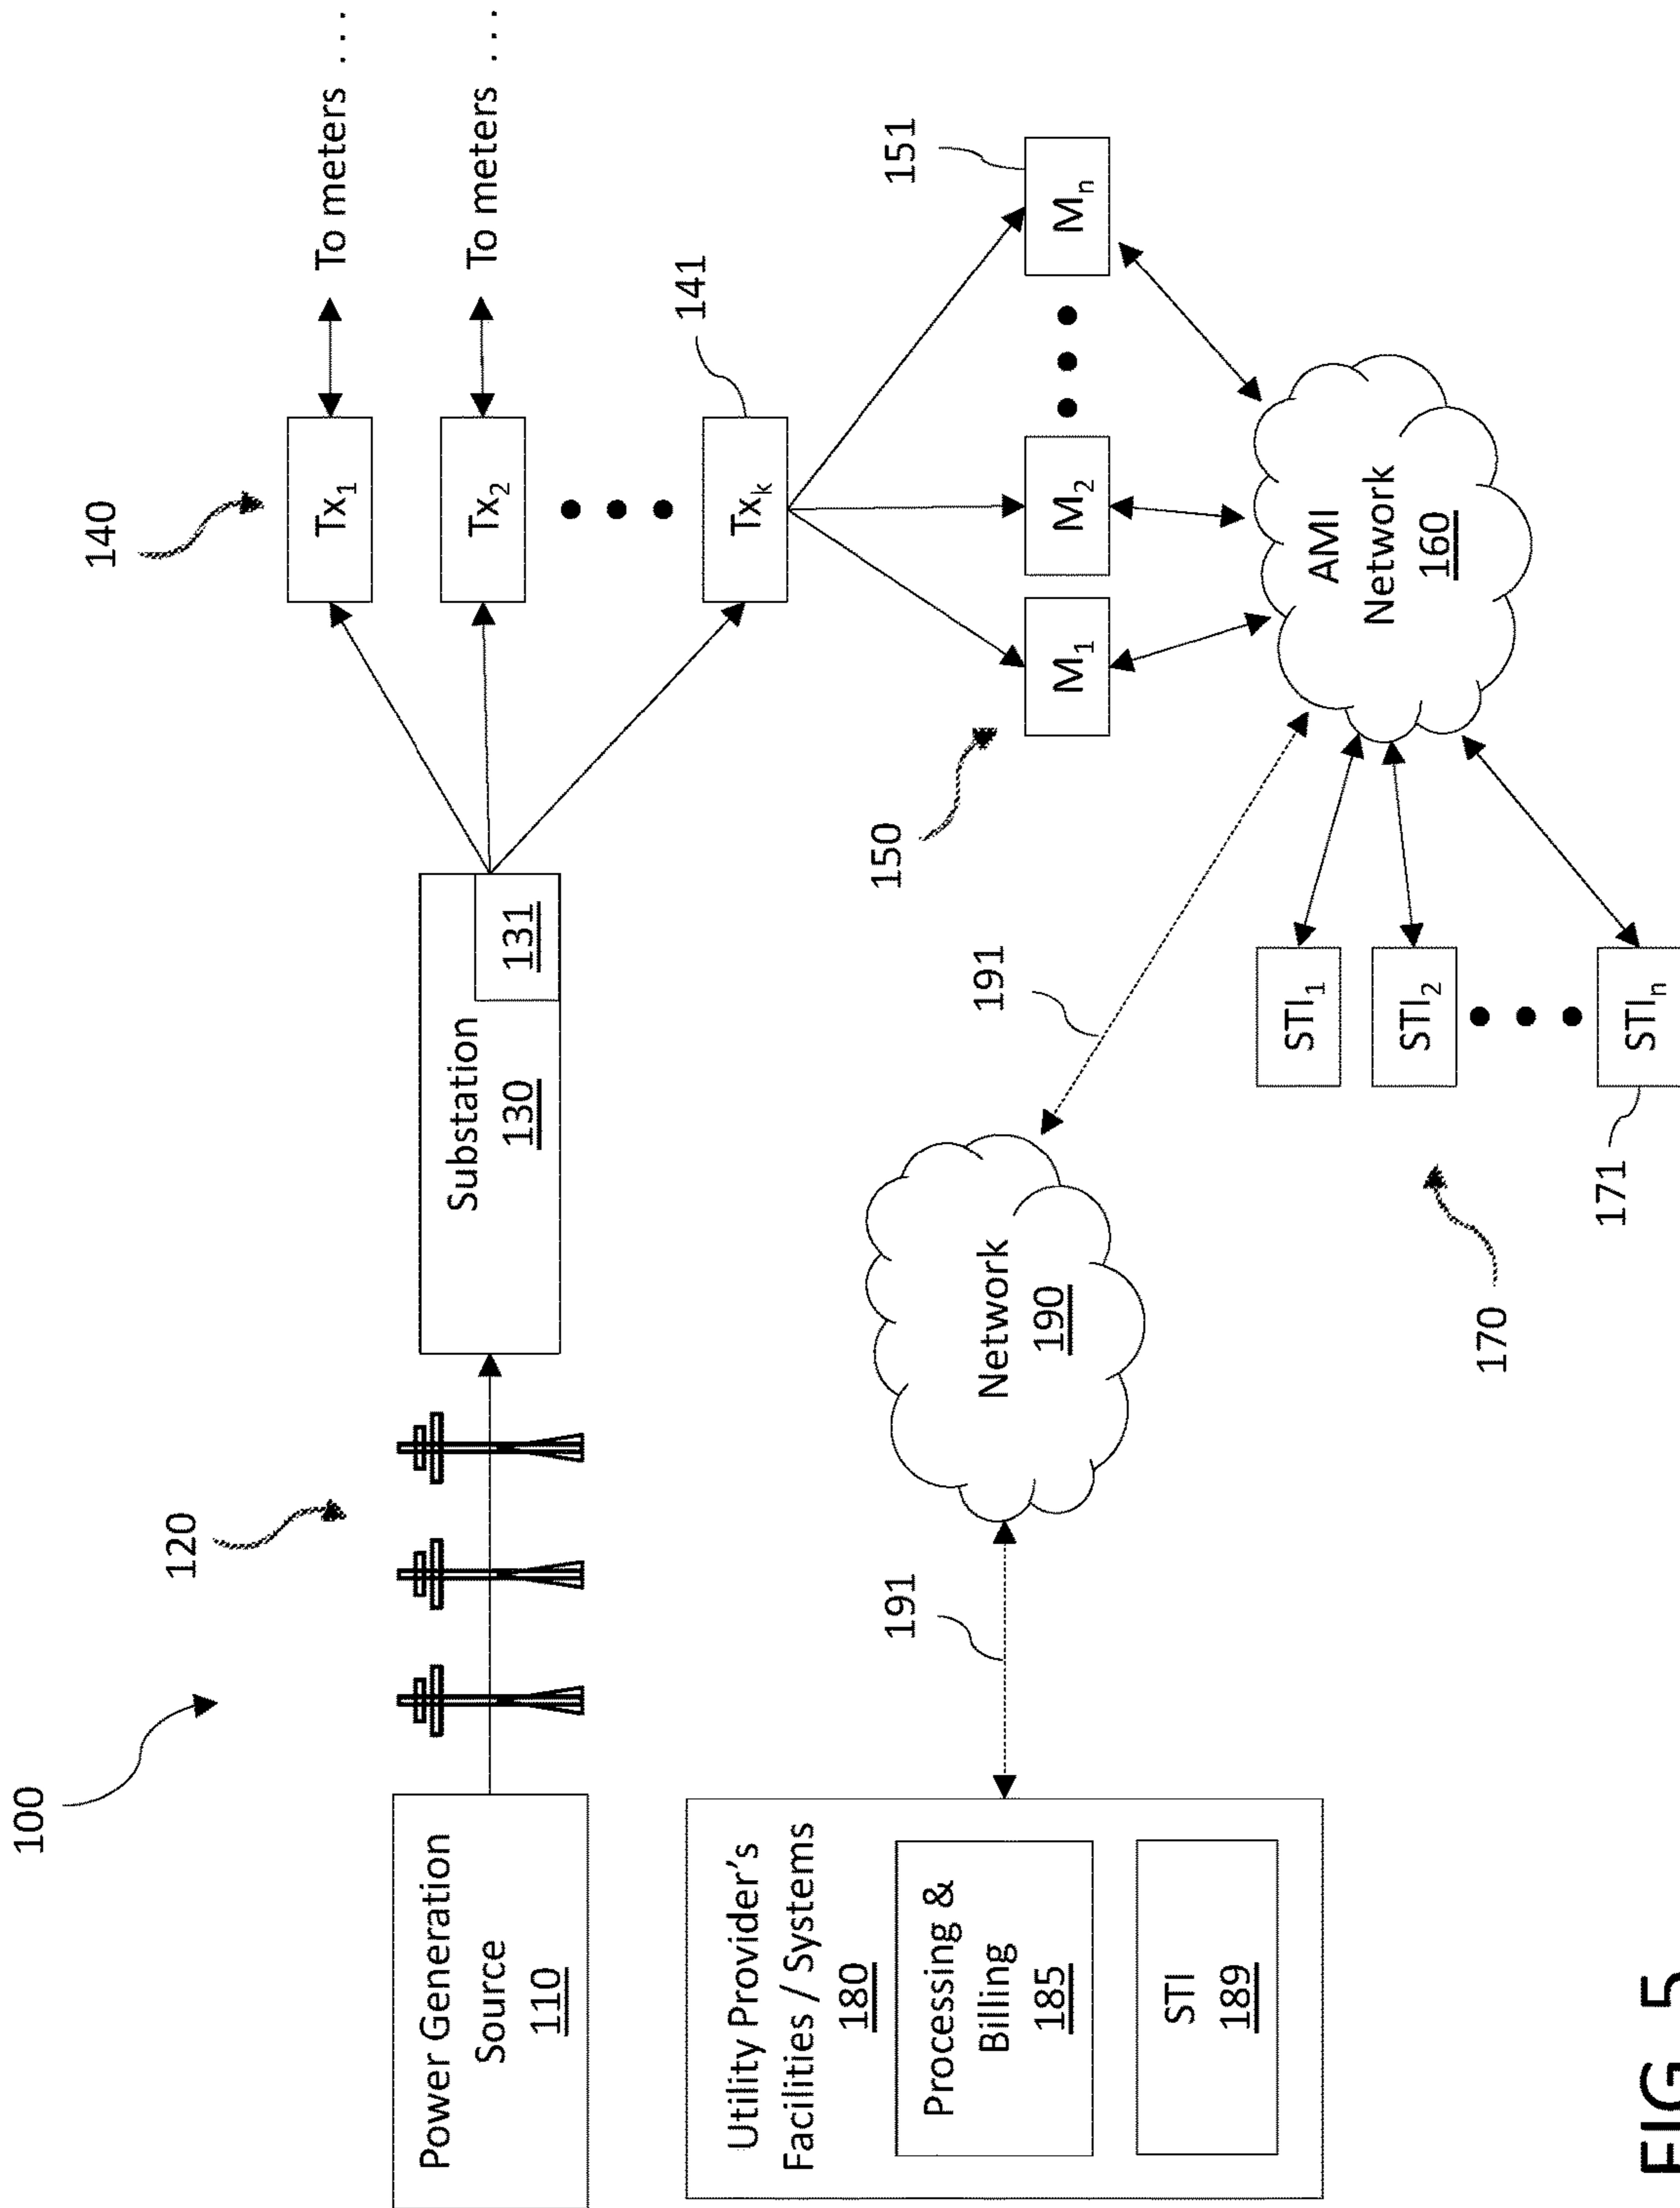 100
120
140
Power Generation
Source
110
Substation
130
131
Tx1
To meters . . .
Tx2
To meters . . .
Txk
141
Utility Provider's
Facilities / Systems
180
Processing &
Billing
185
STI
189
191
Network
190
191
150
M1
M2
Mn
151
AMI
Network
160
STI1
STI2
STIn
170
171
FIG. 5